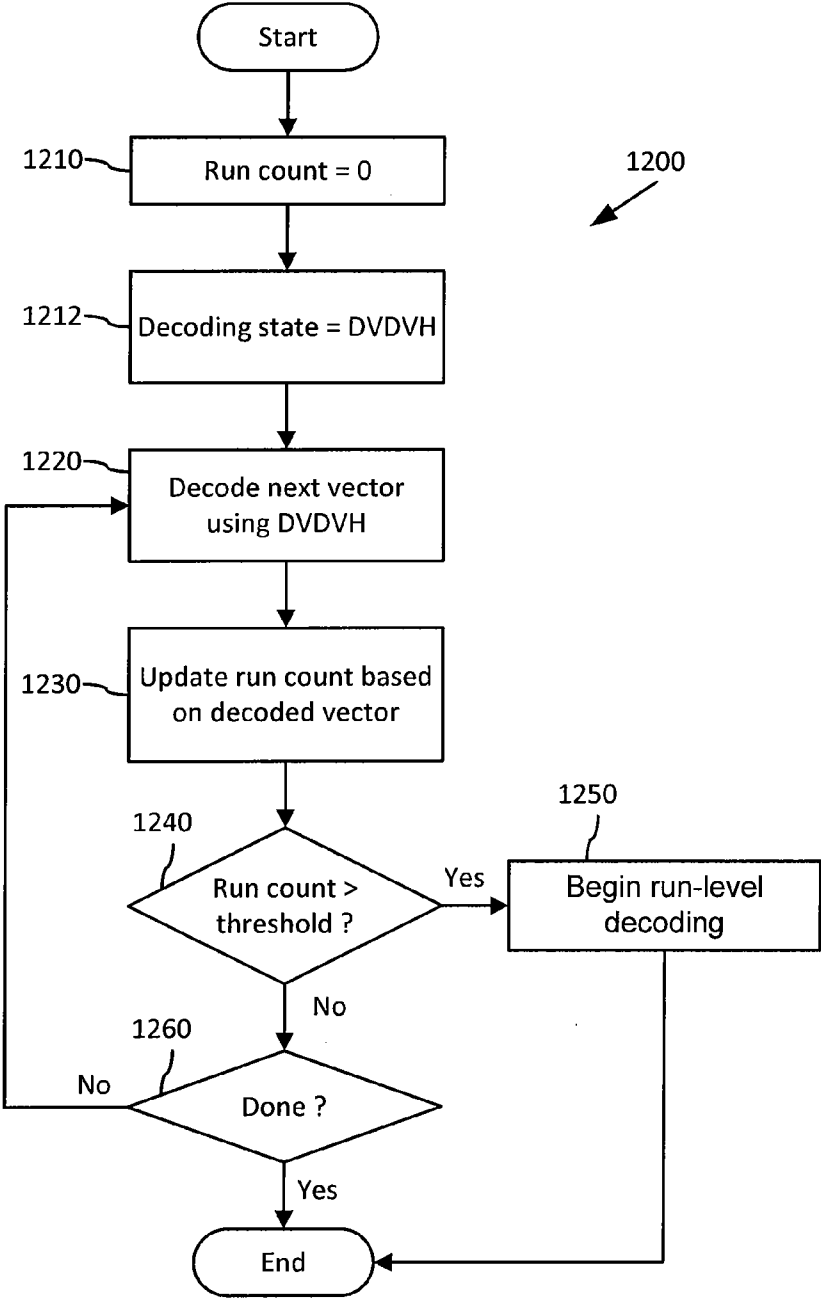 Start
1210
Run count = 0
1200
1212
Decoding state = DVDVH
1220
Decode next vector
using DVDVH
1230
Update run count based
on decoded vector
1240
Run count >
threshold ?
Yes
1250
Begin run-level
decoding
No
1260
No
Done ?
Yes
End